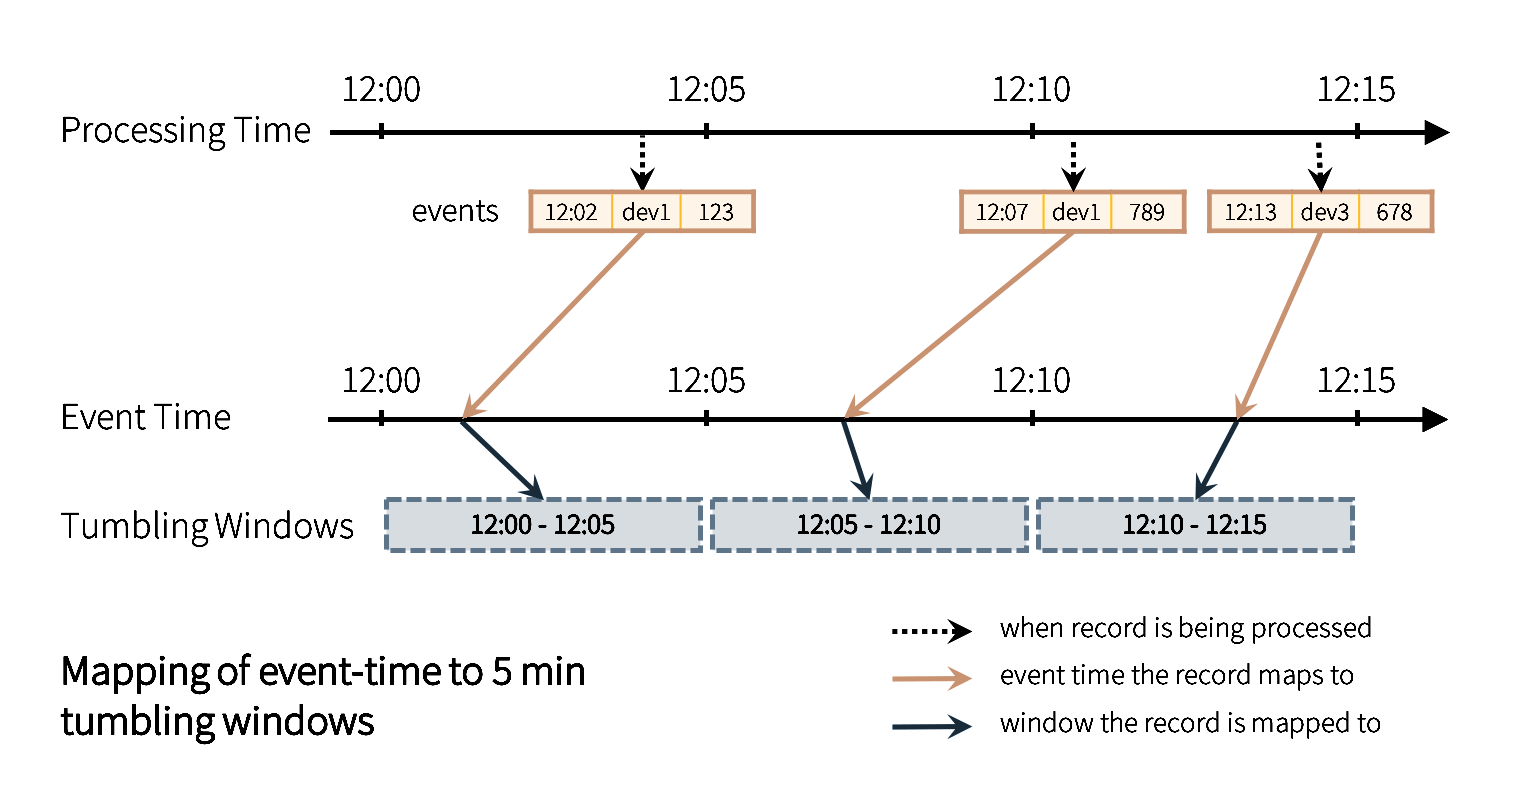 12:00 12:05 12:10 12:15
Processing Time
events 12:02 dev1 123 12:07 dev1 789 12:13 dev3 678
12:00 12:05 12:10 12:15
Event Time
Tumbling Windows 12:00 - 12:05 12:05 - 12:10 12:10 - 12:15
when record is being processed
event time the record maps to
window the record is mapped to
Mapping of event-time to 5 min
tumbling windows